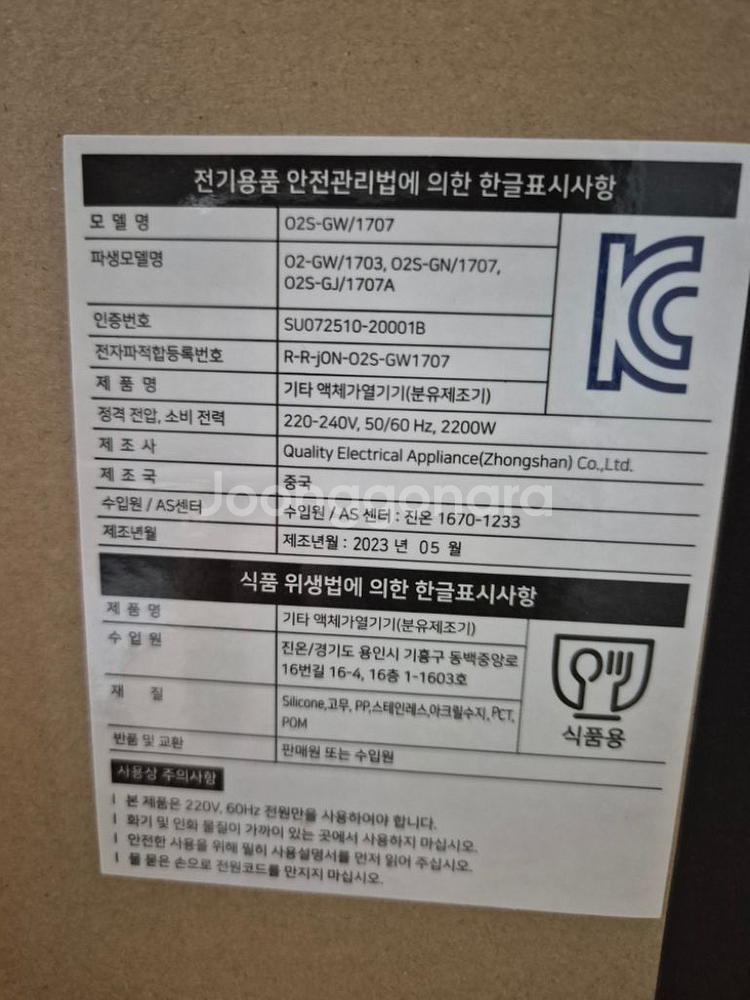 전기용품 안전관리법에 의한 한글표시사항
모 델 명 O2S-GW/1707
파생모델명 O2-GW/1703, O2S-GN/1707,
O2S-GJ/1707A
인증번호 SU072510-20001B
전자파적합등록번호 R-R-jON-O2S-GW1707
제 품 명 기타 액체가열기기(분유제조기)
정격 전압, 소비 전력 220-240V, 50/60 Hz, 2200W
제 조 사 Quality Electrical Appliance(Zhongshan) Co.,Ltd.
제 조 국 중국
수입원 / AS센터 수입원 / AS 센터 : 진온 1670-1233
제조년월 제조년월 : 2023 년 05 월
Joonggonara
식품 위생법에 의한 한글표시사항
제 품 명 기타 액체가열기기(분유제조기)
수 입 원 진온/경기도 용인시 기흥구 동백중앙로
16번길 16-4, 16층 1-1603호
재 질 Silicone,고무, PP,스테인레스,아크릴수지, PCT,
POM
반품 및 교환 판매원 또는 수입원
식품용
사용상 주의사항
| 본 제품은 220V, 60Hz 전원만을 사용하여야 합니다.
| 화기 및 인화 물질이 가까이 있는 곳에서 사용하지 마십시오.
| 안전한 사용을 위해 필히 사용설명서를 먼저 읽어 주십시오.
| 물 묻은 손으로 전원코드를 만지지 마십시오.